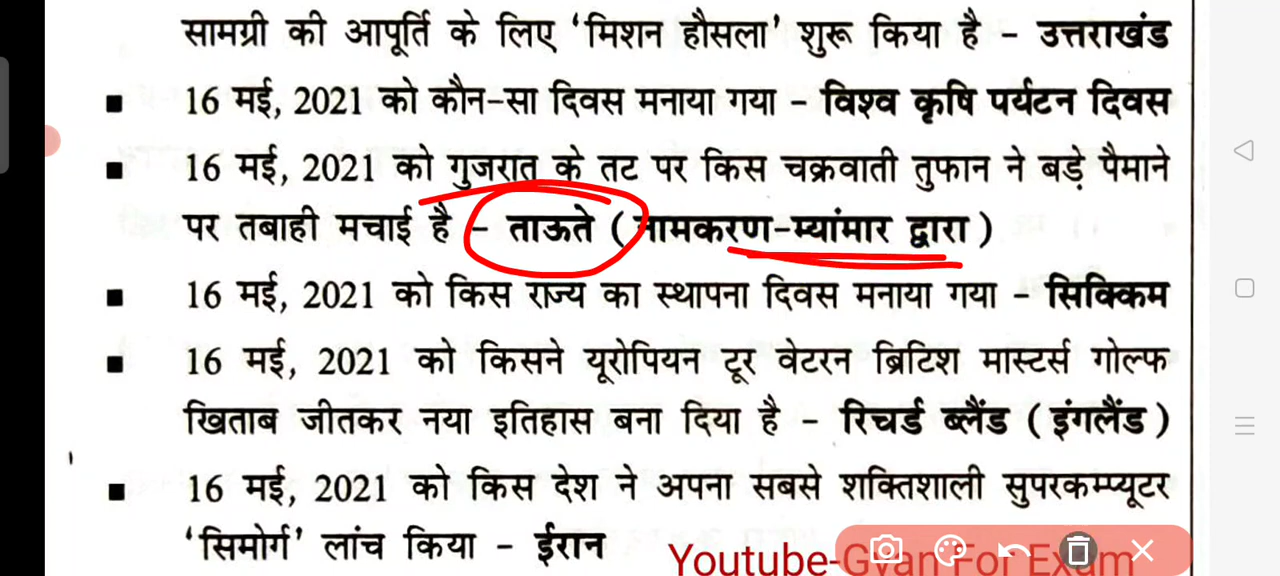 सामग्री की आपूर्ति के लिए ‘मिशन हौसला’ शुरू किया है - उत्तराखंड
▪ 16 मई, 2021 को कौन-सा दिवस मनाया गया - विश्व कृषि पर्यटन दिवस
▪ 16 मई, 2021 को गुजरात के तट पर किस चक्रवाती तुफान ने बड़े पैमाने
पर तबाही मचाई है - ताऊते (नामकरण-म्यांमार द्वारा)
▪ 16 मई, 2021 को किस राज्य का स्थापना दिवस मनाया गया - सिक्किम
▪ 16 मई, 2021 को किसने यूरोपियन टूर वेटरन ब्रिटिश मास्टर्स गोल्फ
खिताब जीतकर नया इतिहास बना दिया है - रिचर्ड ब्लैंड (इंगलैंड)
▪ 16 मई, 2021 को किस देश ने अपना सबसे शक्तिशाली सुपरकम्प्यूटर
‘सिमोर्ग’ लांच किया - ईरान
Youtube-Gyan For Exam